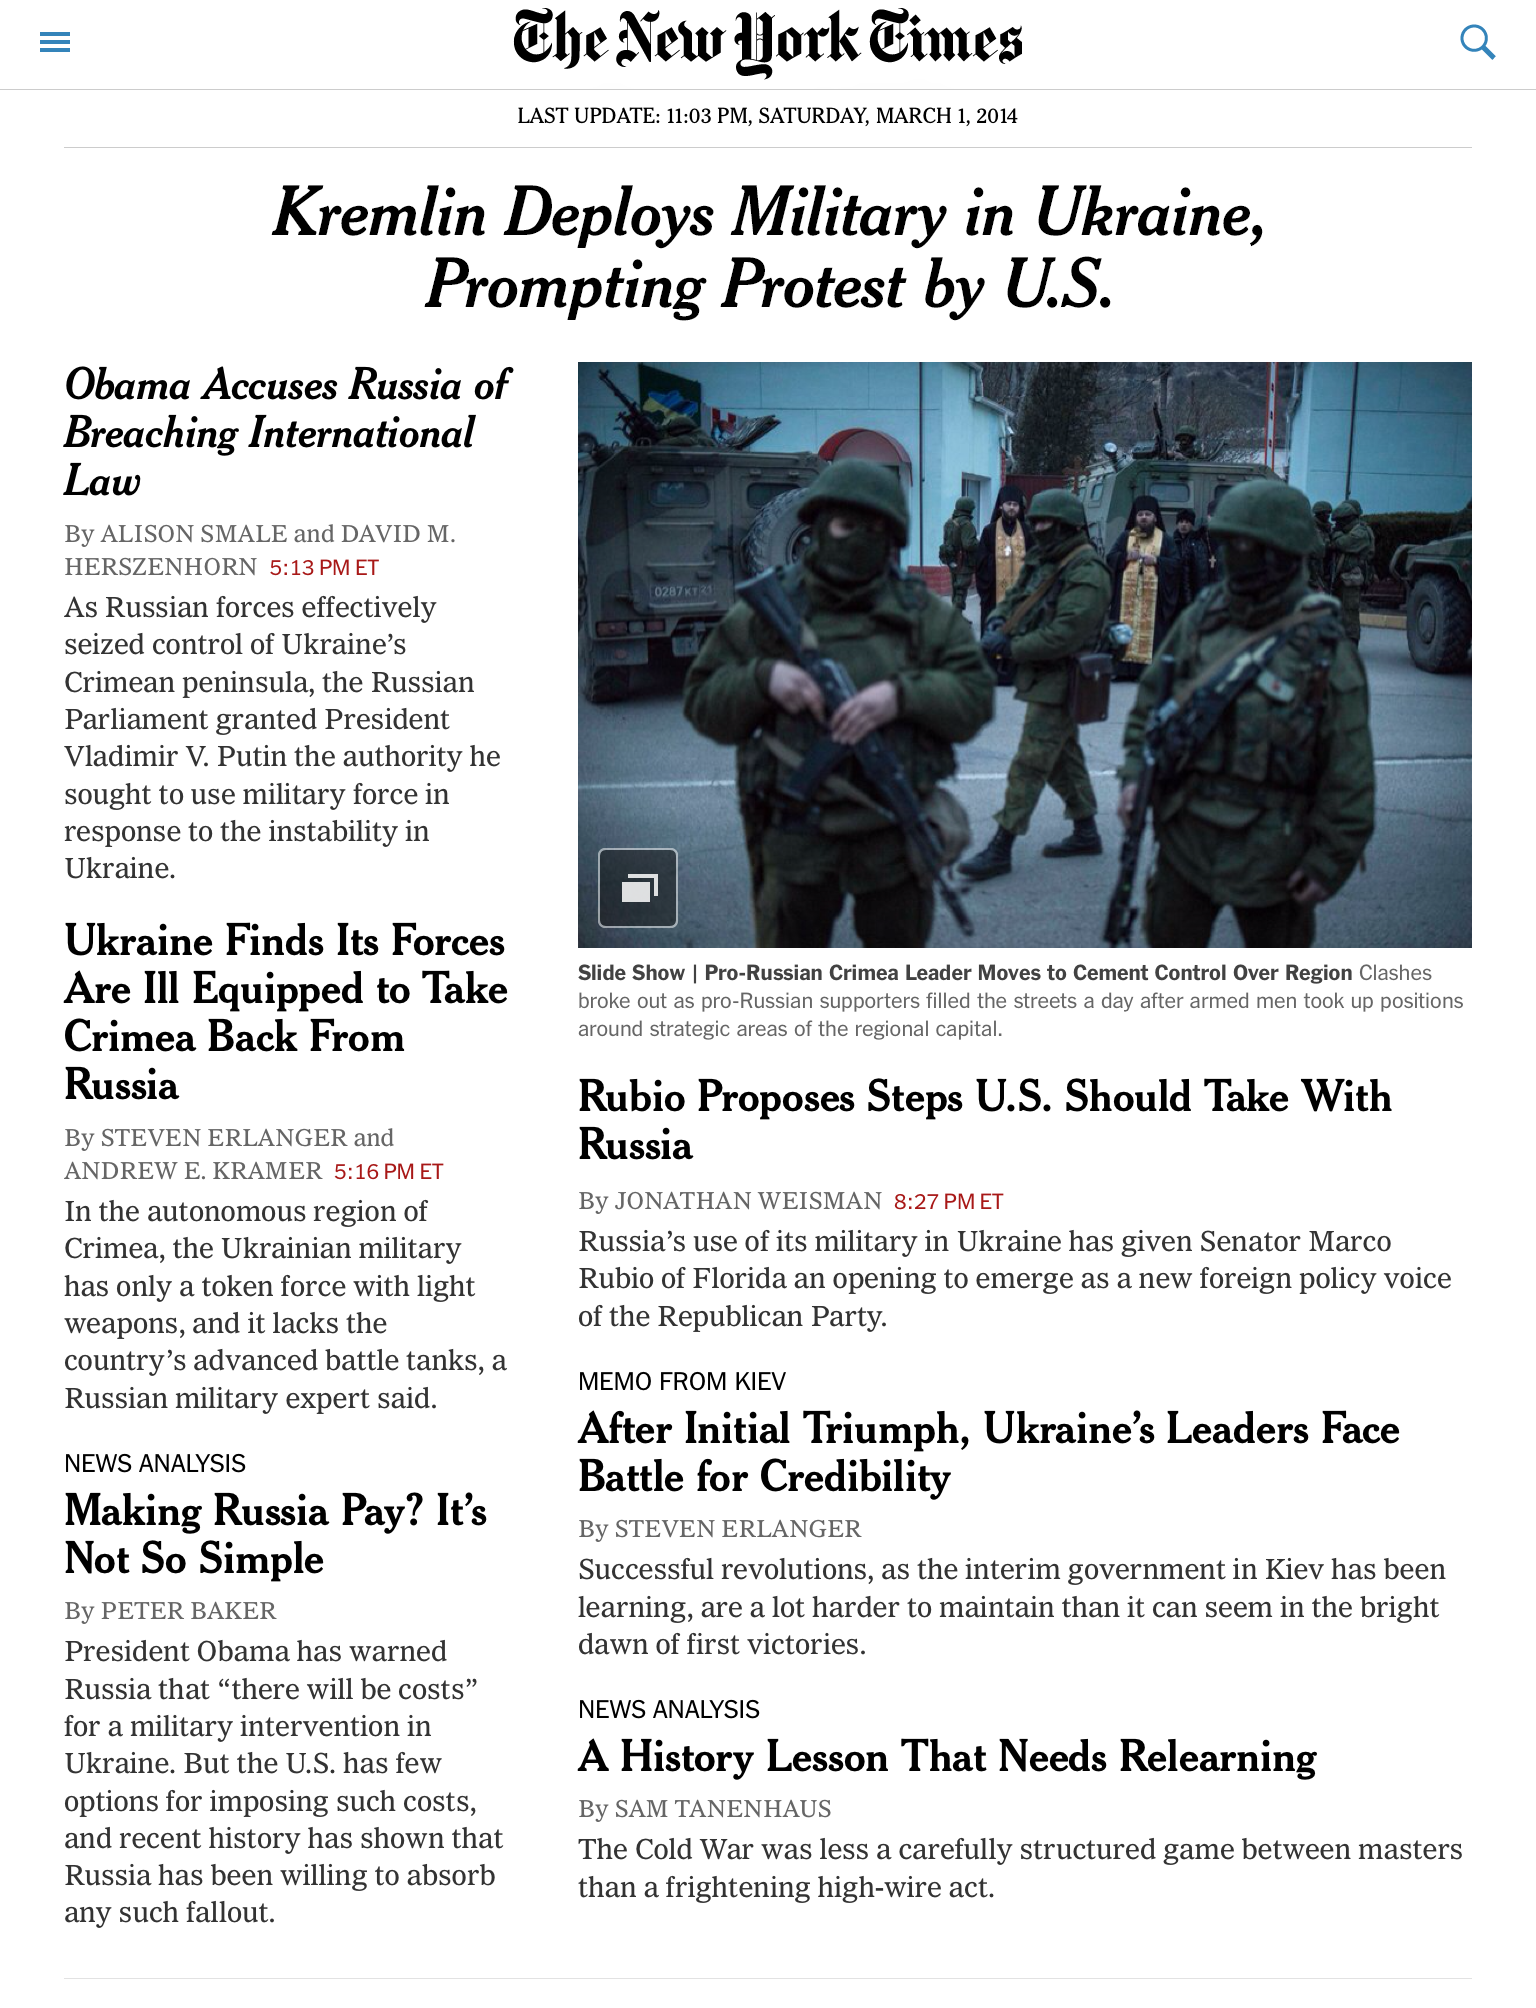 The New York Times
LAST UPDATE: 11:03 PM, SATURDAY, MARCH 1, 2014
Kremlin Deploys Military in Ukraine,
Prompting Protest by U.S.
Obama Accuses Russia of
Breaching International
Law
By ALISON SMALE and DAVID M.
HERSZENHORN 5:13 PM ET
As Russian forces effectively
seized control of Ukraine’s
Crimean peninsula, the Russian
Parliament granted President
Vladimir V. Putin the authority he
sought to use military force in
response to the instability in
Ukraine.
Ukraine Finds Its Forces
Are Ill Equipped to Take
Crimea Back From
Russia
By STEVEN ERLANGER and
ANDREW E. KRAMER 5:16 PM ET
In the autonomous region of
Crimea, the Ukrainian military
has only a token force with light
weapons, and it lacks the
country’s advanced battle tanks, a
Russian military expert said.
NEWS ANALYSIS
Making Russia Pay? It’s
Not So Simple
By PETER BAKER
President Obama has warned
Russia that “there will be costs”
for a military intervention in
Ukraine. But the U.S. has few
options for imposing such costs,
and recent history has shown that
Russia has been willing to absorb
any such fallout.
Slide Show | Pro-Russian Crimea Leader Moves to Cement Control Over Region Clashes
broke out as pro-Russian supporters filled the streets a day after armed men took up positions
around strategic areas of the regional capital.
Rubio Proposes Steps U.S. Should Take With
Russia
By JONATHAN WEISMAN 8:27 PM ET
Russia’s use of its military in Ukraine has given Senator Marco
Rubio of Florida an opening to emerge as a new foreign policy voice
of the Republican Party.
MEMO FROM KIEV
After Initial Triumph, Ukraine’s Leaders Face
Battle for Credibility
By STEVEN ERLANGER
Successful revolutions, as the interim government in Kiev has been
learning, are a lot harder to maintain than it can seem in the bright
dawn of first victories.
NEWS ANALYSIS
A History Lesson That Needs Relearning
By SAM TANENHAUS
The Cold War was less a carefully structured game between masters
than a frightening high-wire act.